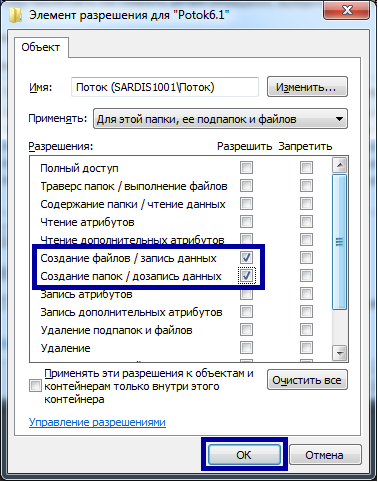 Элемент разрешения для "Potok6.1"
Объект
Имя: Поток (SARDIS1001\Поток) Изменить...
Применять: Для этой папки, ее подпапок и файлов
Разрешения: Разрешить Запретить
Полный доступ
Траверс папок / выполнение файлов
Содержание папки / чтение данных
Чтение атрибутов
Чтение дополнительных атрибутов
Создание файлов / запись данных
Создание папок / дозапись данных
Запись атрибутов
Запись дополнительных атрибутов
Удаление подпапок и файлов
Удаление
Применять эти разрешения к объектам и
контейнерам только внутри этого
контейнера
Очистить все
Управление разрешениями
ОК Отмена